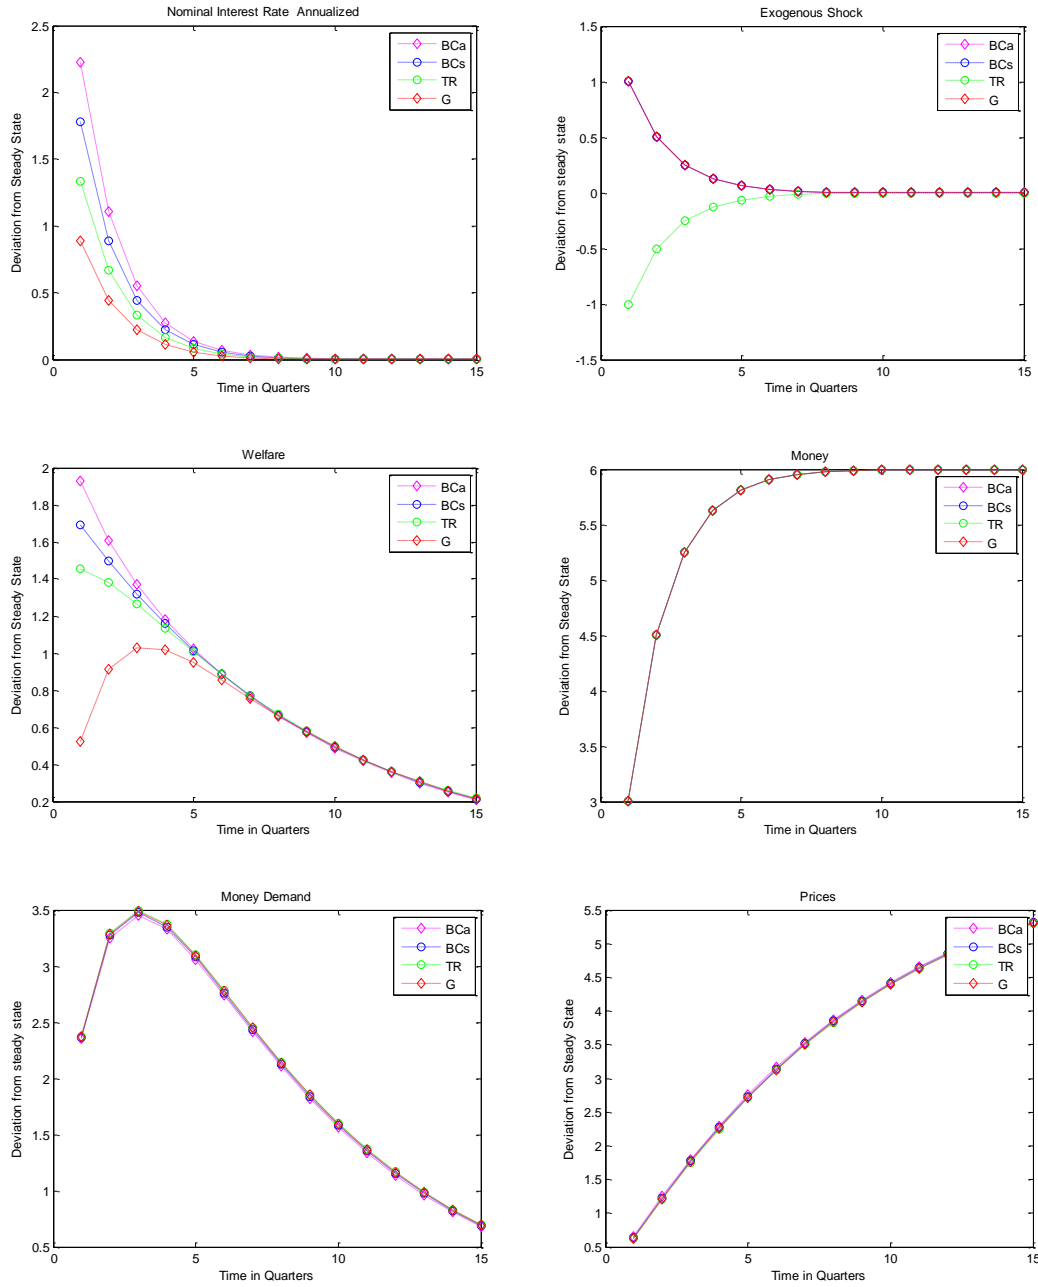 Nominal Interest Rate  Annualized
Deviation from Steady State
2.5
2
1.5
1
0.5
0
0
5
10
15
Time in Quarters
BCa
BCs
TR
G
Exogenous Shock
Deviation from steady state
1.5
1
0.5
0
-0.5
-1
-1.5
0
5
10
15
Time in Quarters
BCa
BCs
TR
G
Welfare
Deviation from Steady State
2
1.8
1.6
1.4
1.2
1
0.8
0.6
0.4
0.2
0
5
10
15
Time in Quarters
BCa
BCs
TR
G
Money
Deviation from Steady State
6
5.5
5
4.5
4
3.5
3
0
5
10
15
Time in Quarters
BCa
BCs
TR
G
Money Demand
Deviation from steady State
3.5
3
2.5
2
1.5
1
0.5
0
5
10
15
Time in Quarters
BCa
BCs
TR
G
Prices
Deviation from Steady State
5.5
5
4.5
4
3.5
3
2.5
2
1.5
1
0.5
0
5
10
15
Time in Quarters
BCa
BCs
TR
G